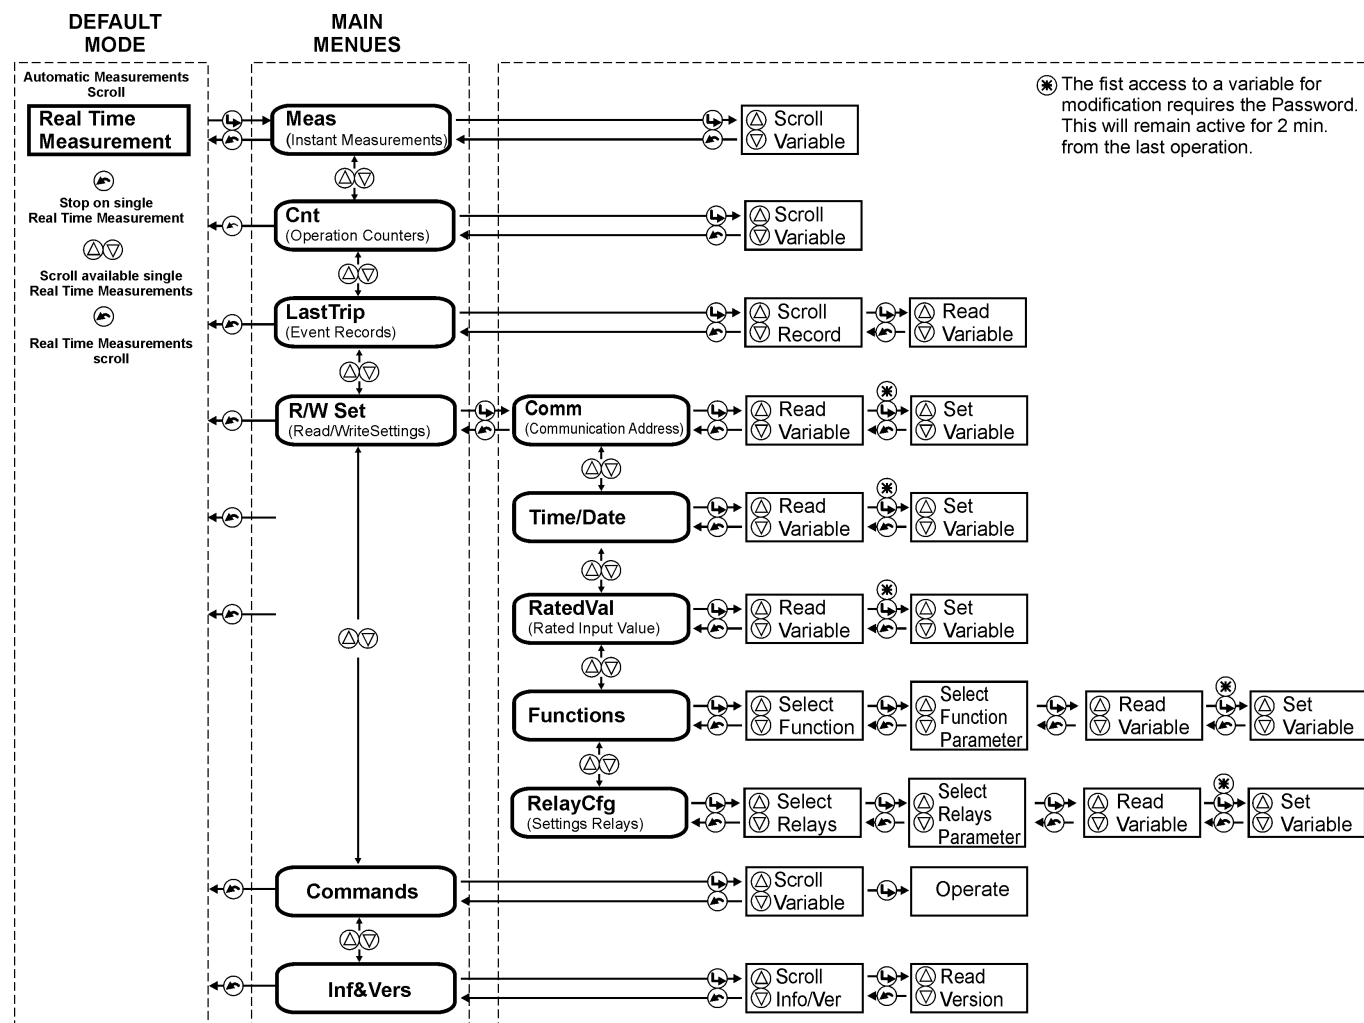 DEFAULT
MODE
MAIN
MENUES
Automatic Measurements
Scroll
Real Time
Measurement
Stop on single
Real Time Measurement
Scroll available single
Real Time Measurements
Real Time Measurements
scroll
The fist access to a variable for
modification requires the Password.
This will remain active for 2 min.
from the last operation.
Meas
(Instant Measurements)
Scroll
Variable
Cnt
(Operation Counters)
Scroll
Variable
LastTrip
(Event Records)
Scroll
Record
Read
Variable
R/W Set
(Read/WriteSettings)
Comm
(Communication Address)
Read
Variable
Set
Variable
Time/Date
Read
Variable
Set
Variable
RatedVal
(Rated Input Value)
Read
Variable
Set
Variable
Functions
Select
Function
Select
Function
Parameter
Read
Variable
Set
Variable
RelayCfg
(Settings Relays)
Select
Relays
Select
Relays
Parameter
Read
Variable
Set
Variable
Commands
Scroll
Variable
Operate
Inf&Vers
Scroll
Info/Ver
Read
Version